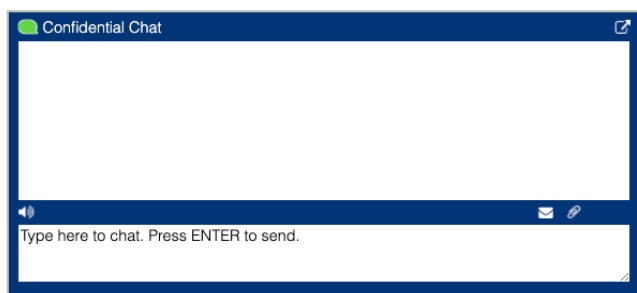 Confidential Chat
Type here to chat. Press ENTER to send.